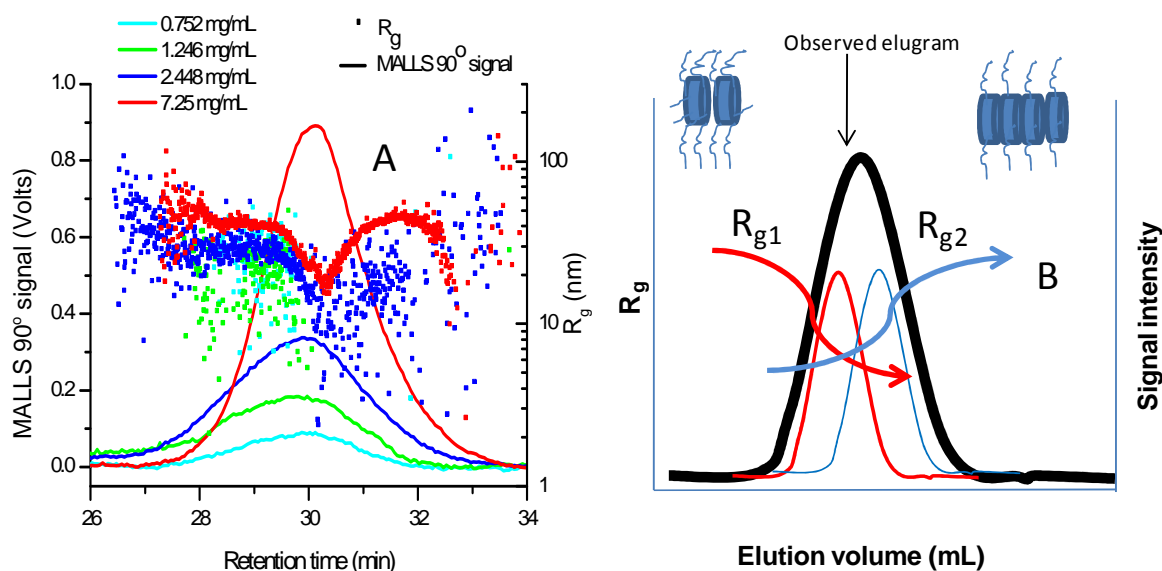 0.752 mg/mL
1.246 mg/mL
2.448 mg/mL
7.25 mg/mL
Rg
MALLS 90º signal
A
MALLS 90º signal (Volts)
1.0
0.8
0.6
0.4
0.2
0.0
26
28
30
32
34
Retention time (min)
100
10
1
Rg (nm)
Observed elugram
Rg1
Rg2
B
Rg
Signal intensity
Elution volume (mL)